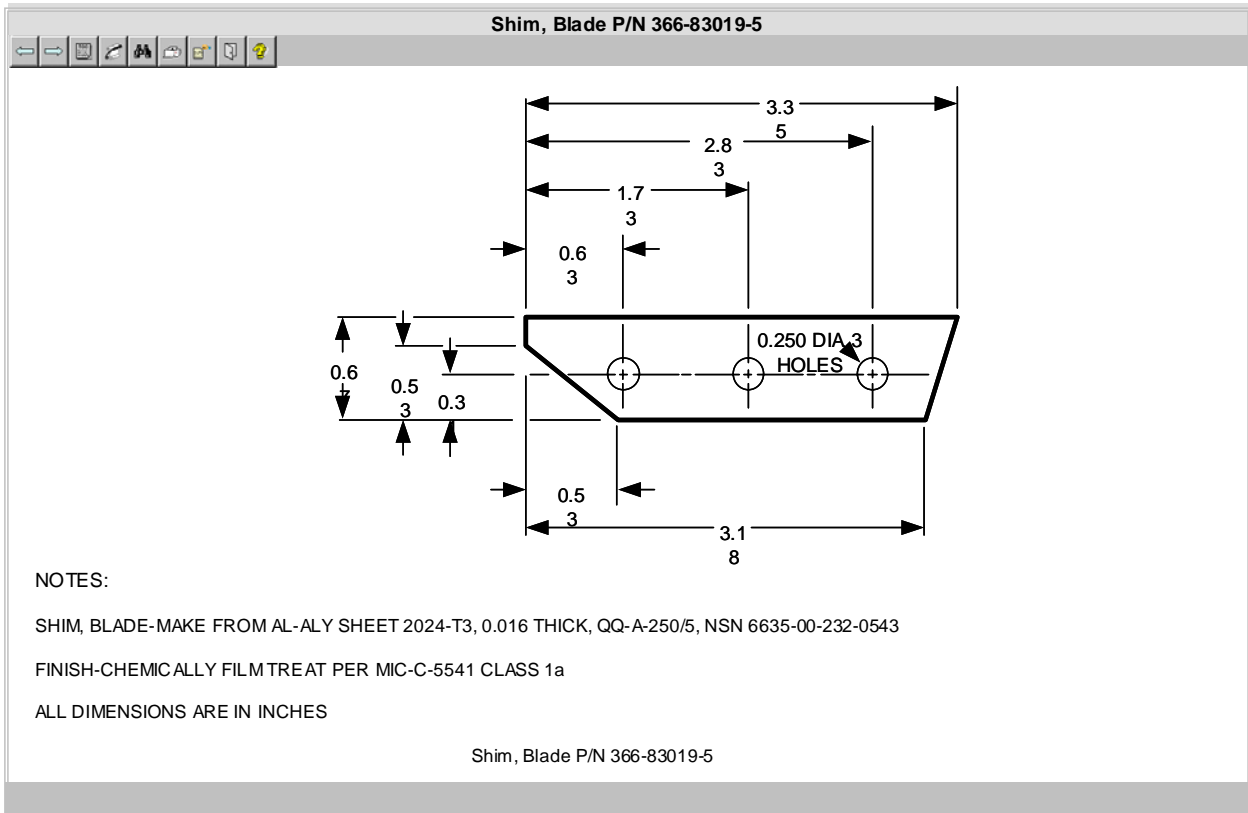 Shim, Blade P/N 366-83019-5
3.3
5
2.8
3
1.7
3
0.6
3
0.250 DIA 3
HOLES
0.6
0.5
3
0.3
0.5
3
3.1
8
NOTES:
SHIM, BLADE-MAKE FROM AL-ALY SHEET 2024-T3, 0.016 THICK, QQ-A-250/5, NSN 6635-00-232-0543
FINISH-CHEMICALLY FILM TREAT PER MIC-C-5541 CLASS 1a
ALL DIMENSIONS ARE IN INCHES
Shim, Blade P/N 366-83019-5